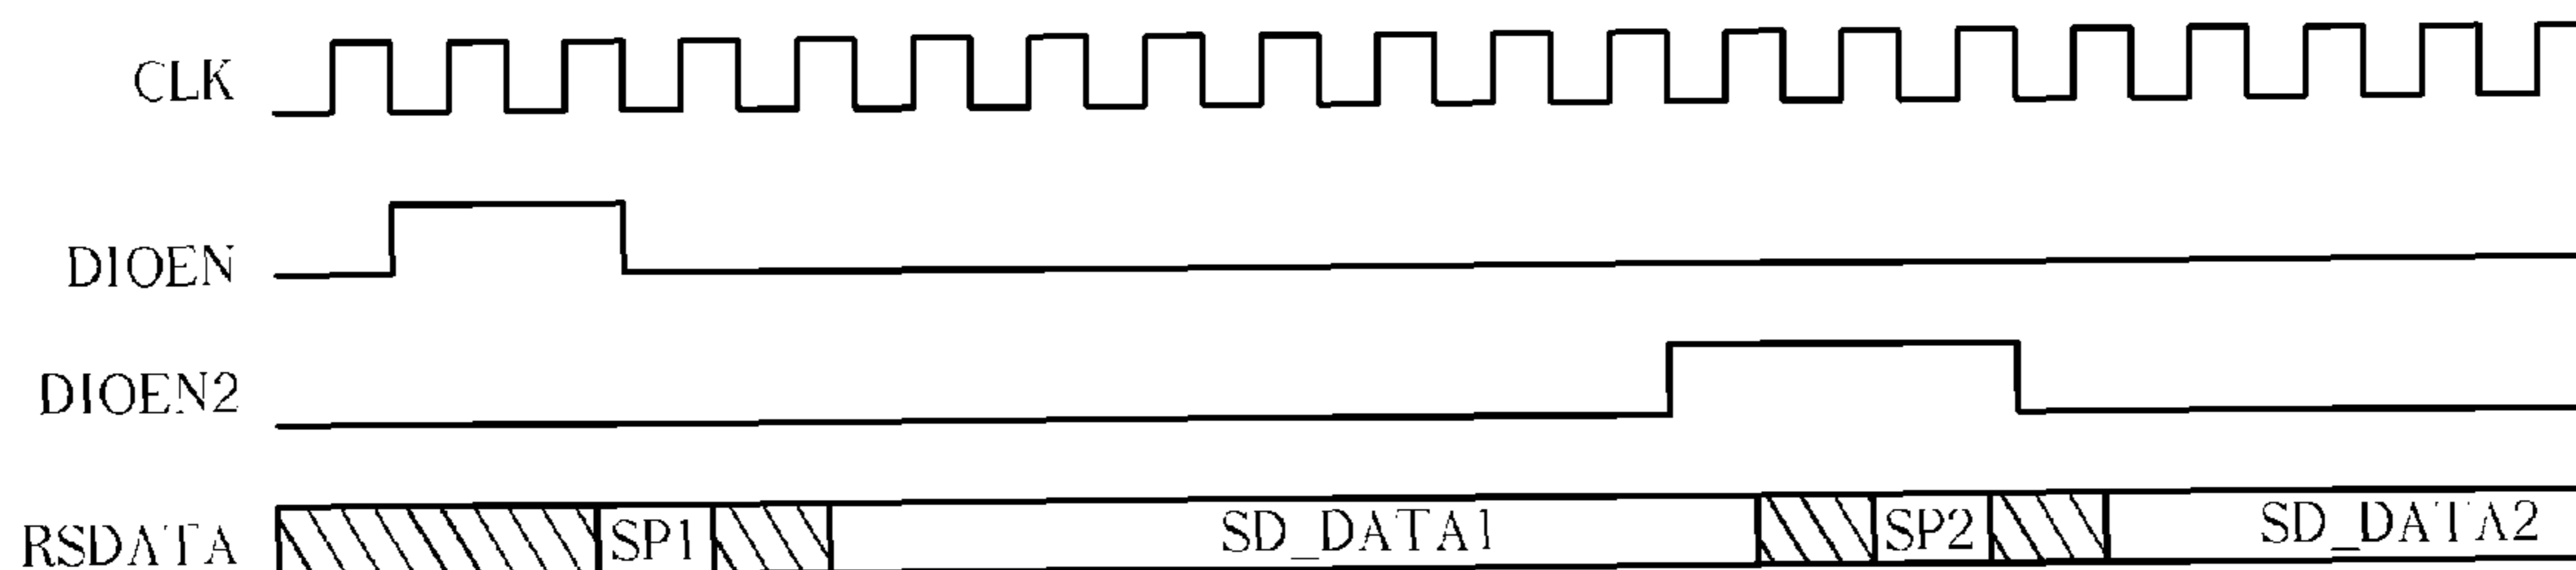 CLK
DIOEN
DIOEN2
RSDATA SP1 SD_DATA1 SP2 SD_DATA2